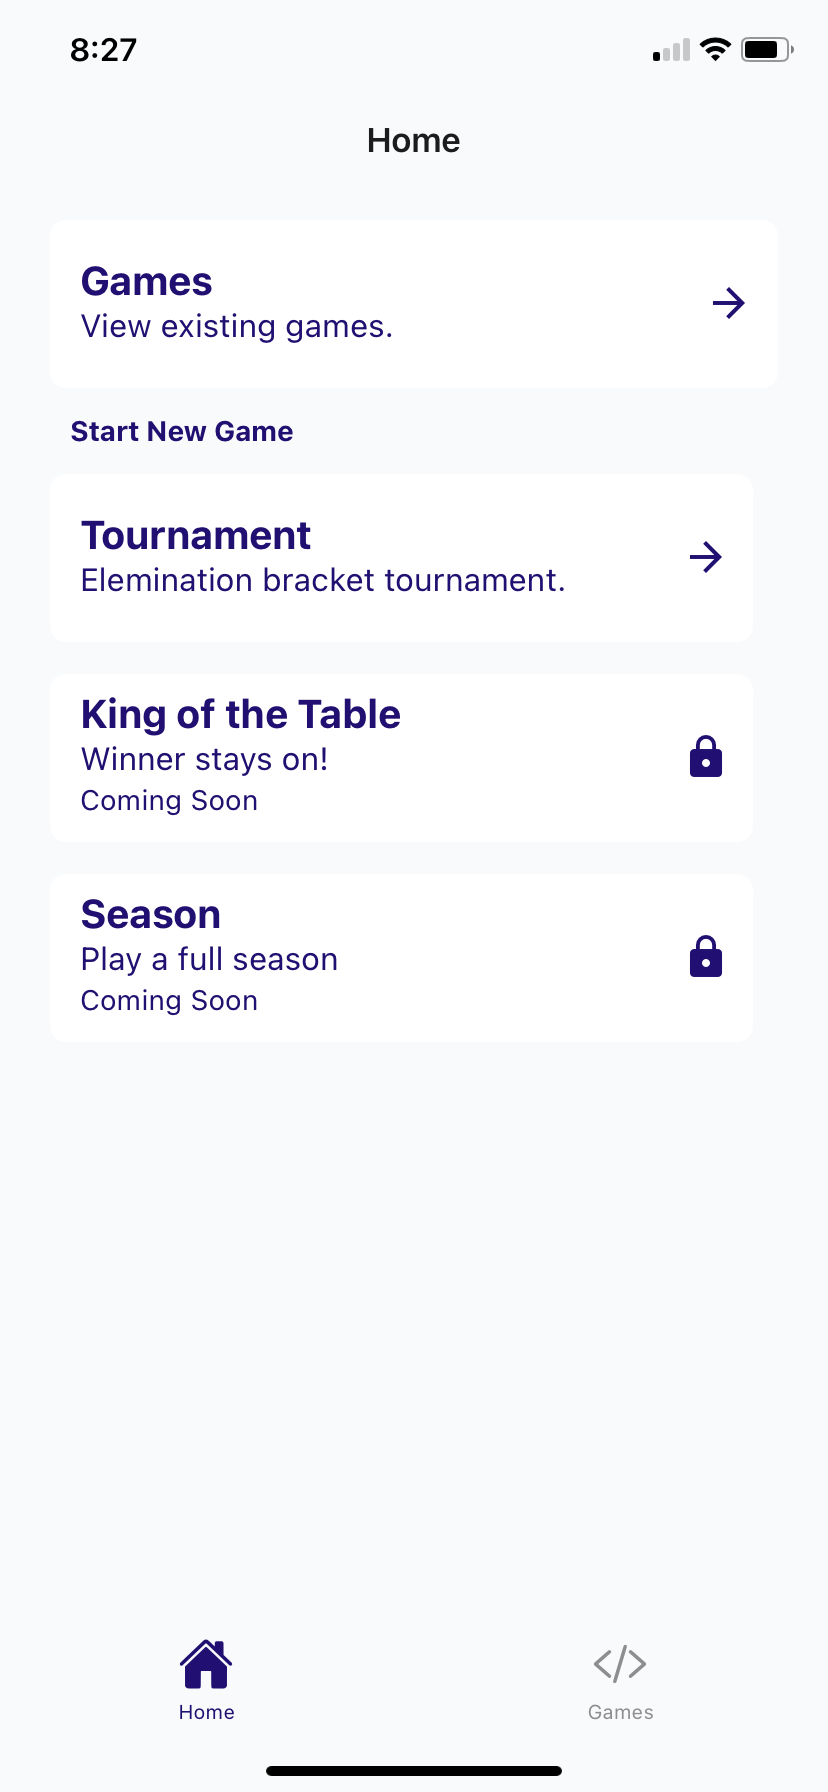 8:27
Home
Games
View existing games.
Start New Game
Tournament
Elemination bracket tournament.
King of the Table
Winner stays on!
Coming Soon
Season
Play a full season
Coming Soon
Home
Games